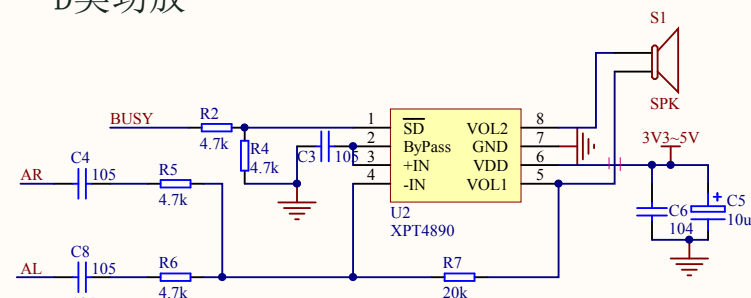 D类功放
S1
SPK
BUSY
R2
4.7k
R4
4.7k
C3
105
1
2
3
4
SD
ByPass
+IN
-IN
VOL2
GND
VDD
VOL1
8
7
6
5
U2
XPT4890
3V3~5V
C6
104
+
C5
10u
AR
C4
105
R5
4.7k
AL
C8
105
R6
4.7k
R7
20k